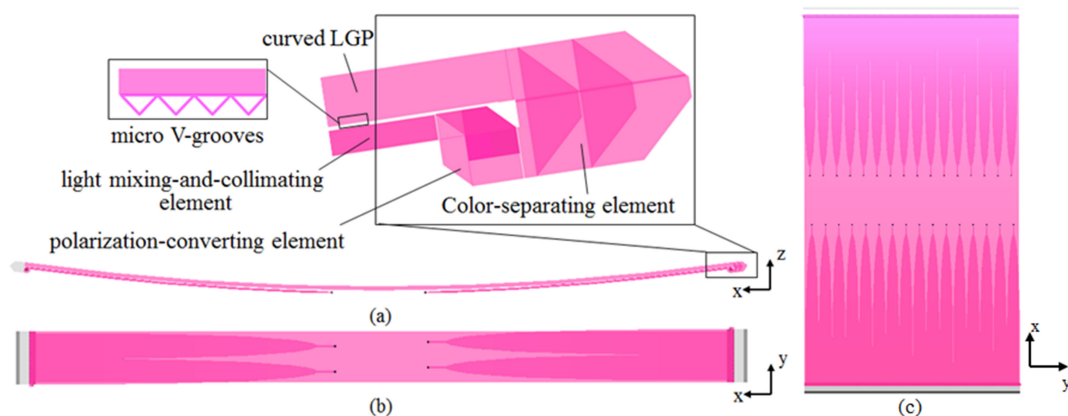 curved LGP
micro V-grooves
light mixing-and-collimating
element
polarization-converting element
Color-separating element
z
x
(a)
y
x
(b)
x
y
(c)